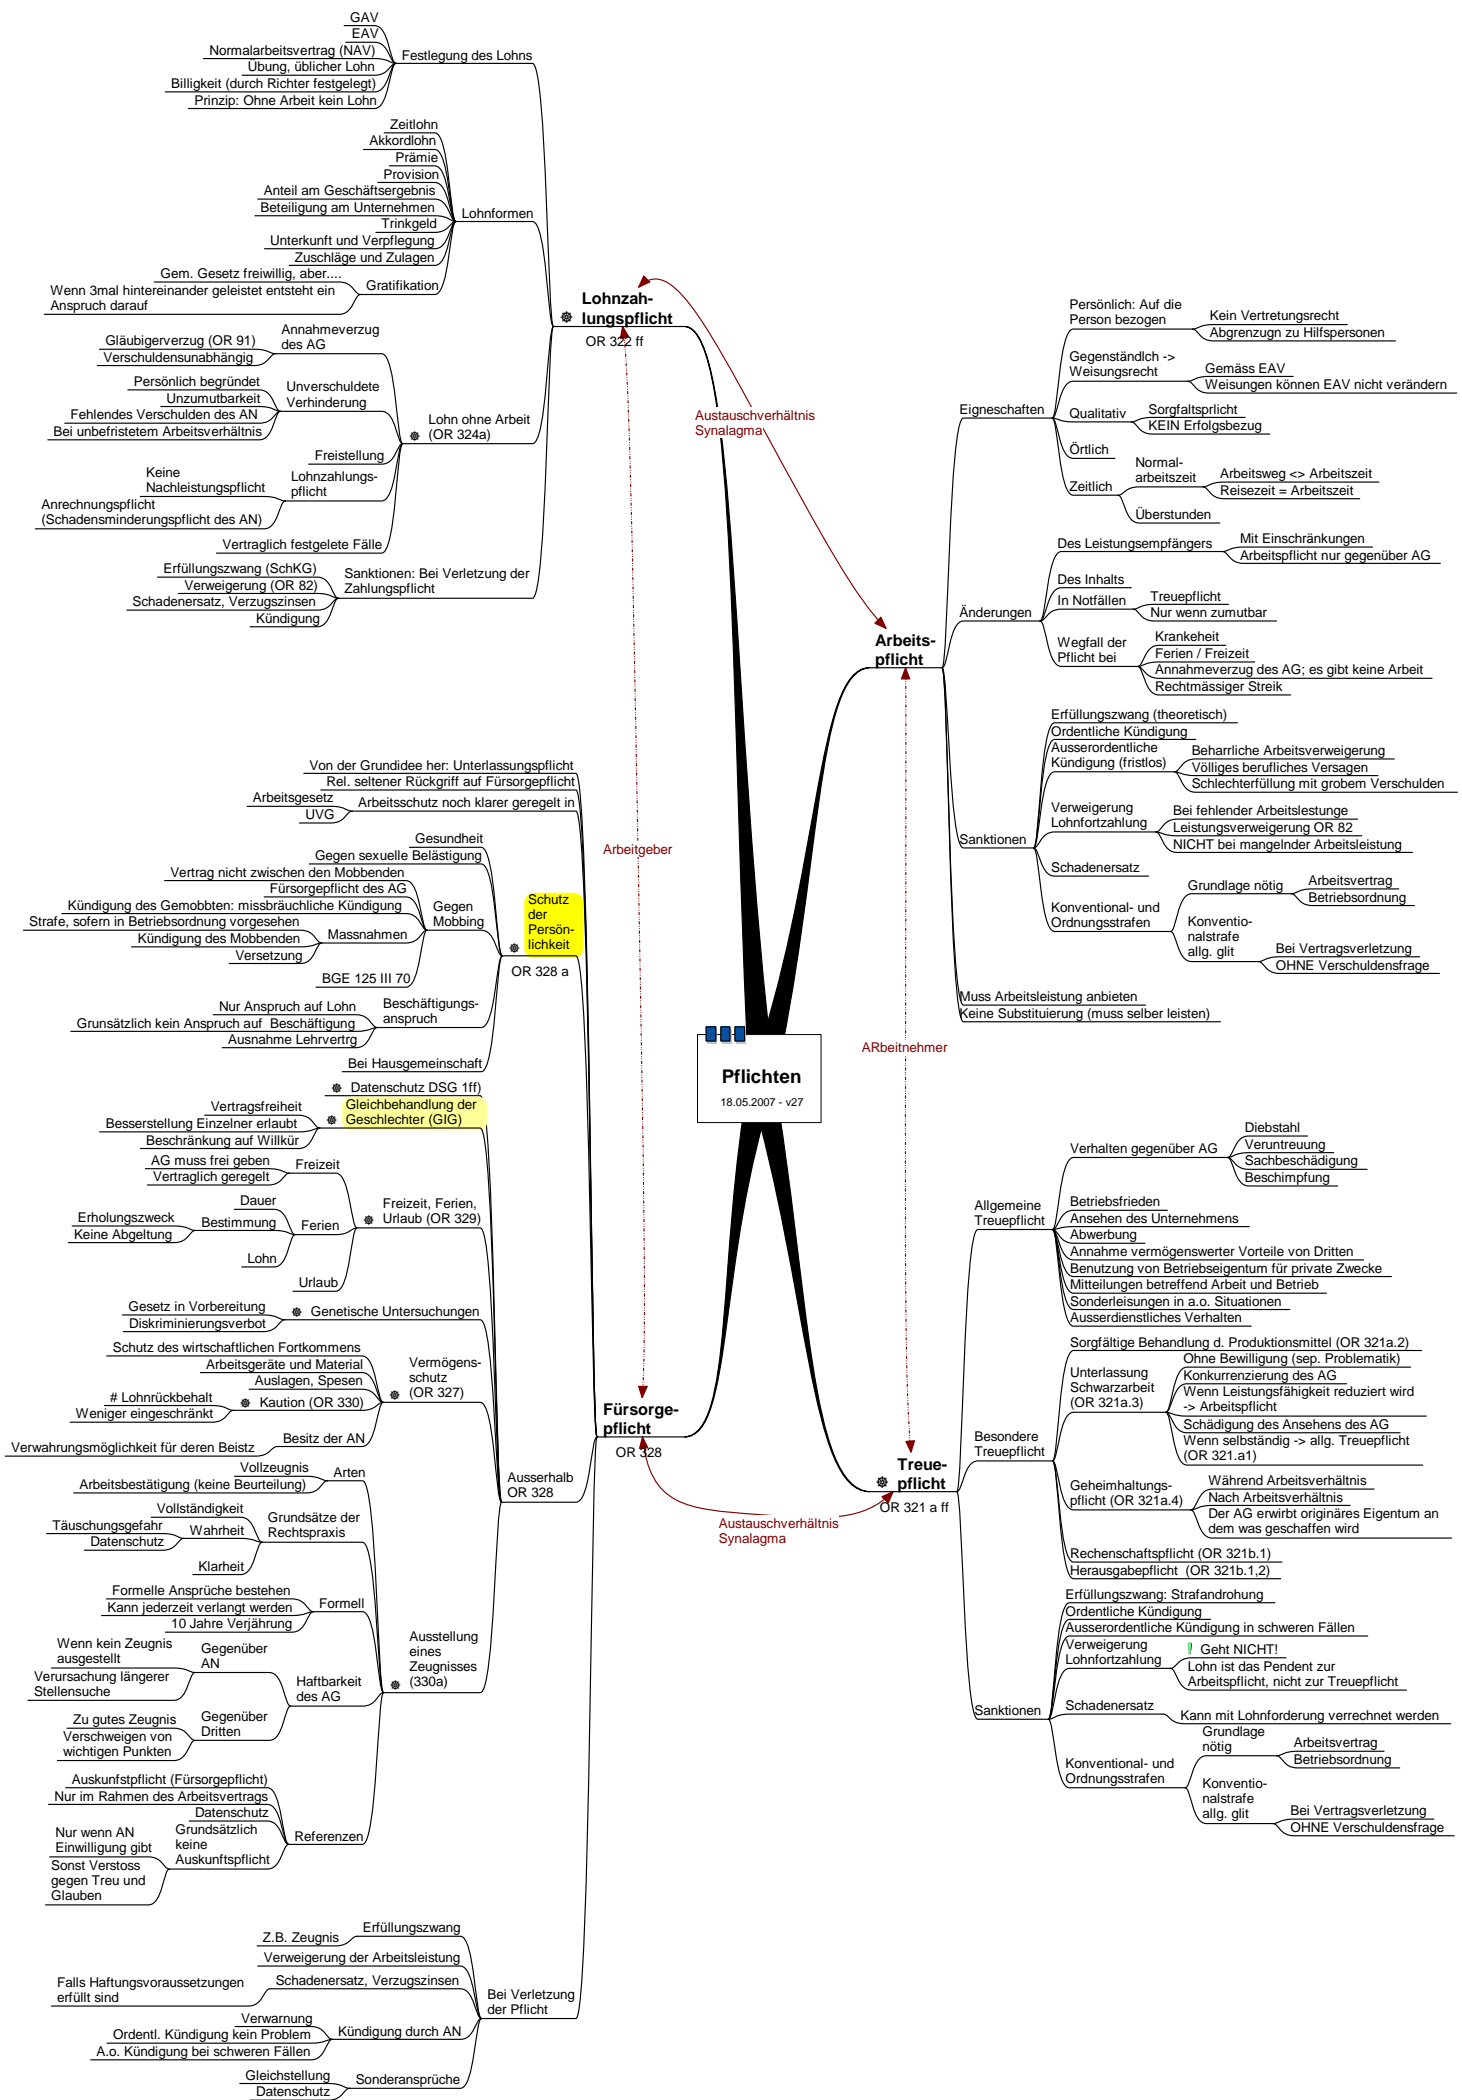 GAV
EAV
Normalarbeitsvertrag (NAV)
Übung, üblicher Lohn
Billigkeit (durch Richter festgelegt)
Prinzip: Ohne Arbeit kein Lohn
Festlegung des Lohns
Zeitlohn
Akkordlohn
Prämie
Provision
Anteil am Geschäftsergebnis
Beteiligung am Unternehmen
Trinkgeld
Unterkunft und Verpflegung
Zuschläge und Zulagen
Gem. Gesetz freiwillig, aber....
Wenn 3mal hintereinander geleistet entsteht ein
Anspruch darauf
Gratifikation
Lohnformen
Gläubigerverzug (OR 91)
Verschuldensunabhängig
Annahmeverzug
des AG
Persönlich begründet
Unzumutbarkeit
Fehlendes Verschulden des AN
Bei unbefristetem Arbeitsverhältnis
Unverschuldete
Verhinderung
Freistellung
Keine
Nachleistungspflicht
Anrechnungspflicht
(Schadensminderungspflicht des AN)
Lohnzahlungs-
pflicht
Vertraglich festgelete Fälle
Lohn ohne Arbeit
(OR 324a)
Erfüllungszwang (SchKG)
Verweigerung (OR 82)
Schadenersatz, Verzugszinsen
Kündigung
Sanktionen: Bei Verletzung der
Zahlungspflicht
Lohnzah-
lungspflicht
OR 322 ff
Austauschverhältnis
Synalagma
Persönlich: Auf die
Person bezogen
Kein Vertretungsrecht
Abgrenzugn zu Hilfspersonen
Gegenständlch ->
Weisungsrecht
Gemäss EAV
Weisungen können EAV nicht verändern
Eigneschaften
Qualitativ
Sorgfaltsprlicht
KEIN Erfolgsbezug
Örtlich
Zeitlich
Normal-
arbeitszeit
Arbeitsweg <> Arbeitszeit
Reisezeit = Arbeitszeit
Überstunden
Des Leistungsempfängers
Mit Einschränkungen
Arbeitspflicht nur gegenüber AG
Des Inhalts
In Notfällen
Treuepflicht
Nur wenn zumutbar
Änderungen
Wegfall der
Pflicht bei
Krankeheit
Ferien / Freizeit
Annahmeverzug des AG; es gibt keine Arbeit
Rechtmässiger Streik
Arbeits-
pflicht
Erfüllungszwang (theoretisch)
Ordentliche Kündigung
Ausserordentliche
Kündigung (fristlos)
Beharrliche Arbeitsverweigerung
Völliges berufliches Versagen
Schlechterfüllung mit grobem Verschulden
Verweigerung
Lohnfortzahlung
Bei fehlender Arbeitslestunge
Leistungsverweigerung OR 82
NICHT bei mangelnder Arbeitsleistung
Sanktionen
Schadenersatz
Konventional- und
Ordnungsstrafen
Grundlage nötig
Arbeitsvertrag
Betriebsordnung
Konventio-
nalstrafe
allg. glit
Bei Vertragsverletzung
OHNE Verschuldensfrage
Muss Arbeitsleistung anbieten
Keine Substituierung (muss selber leisten)
Arbeitgeber
ARbeitnehmer
Pflichten
18.05.2007 - v27
Von der Grundidee her: Unterlassungspflicht
Rel. seltener Rückgriff auf Fürsorgepflicht
Arbeitsgesetz
UVG
Arbeitsschutz noch klarer geregelt in
Gesundheit
Gegen sexuelle Belästigung
Vertrag nicht zwischen den Mobbenden
Fürsorgepflicht des AG
Kündigung des Gemobbten: missbräuchliche Kündigung
Strafe, sofern in Betriebsordnung vorgesehen
Kündigung des Mobbenden
Versetzung
Massnahmen
BGE 125 III 70
Gegen
Mobbing
Nur Anspruch auf Lohn
Grunsätzlich kein Anspruch auf  Beschäftigung
Ausnahme Lehrvertrg
Beschäftigungs-
anspruch
Bei Hausgemeinschaft
Schutz
der
Persön-
lichkeit
OR 328 a
Datenschutz DSG 1ff)
Vertragsfreiheit
Besserstellung Einzelner erlaubt
Beschränkung auf Willkür
Gleichbehandlung der
Geschlechter (GIG)
AG muss frei geben
Vertraglich geregelt
Freizeit
Dauer
Erholungszweck
Keine Abgeltung
Bestimmung
Lohn
Ferien
Urlaub
Freizeit, Ferien,
Urlaub (OR 329)
Gesetz in Vorbereitung
Diskriminierungsverbot
Genetische Untersuchungen
Schutz des wirtschaftlichen Fortkommens
Arbeitsgeräte und Material
Auslagen, Spesen
# Lohnrückbehalt
Weniger eingeschränkt
Kaution (OR 330)
Verwahrungsmöglichkeit für deren Beistz
Besitz der AN
Vermögens-
schutz
(OR 327)
Vollzeugnis
Arbeitsbestätigung (keine Beurteilung)
Arten
Vollständigkeit
Täuschungsgefahr
Datenschutz
Wahrheit
Klarheit
Grundsätze der
Rechtspraxis
Formelle Ansprüche bestehen
Kann jederzeit verlangt werden
10 Jahre Verjährung
Formell
Wenn kein Zeugnis
ausgestellt
Verursachung längerer
Stellensuche
Gegenüber
AN
Zu gutes Zeugnis
Verschweigen von
wichtigen Punkten
Gegenüber
Dritten
Haftbarkeit
des AG
Auskunfstpflicht (Fürsorgepflicht)
Nur im Rahmen des Arbeitsvertrags
Datenschutz
Nur wenn AN
Einwilligung gibt
Sonst Verstoss
gegen Treu und
Glauben
Grundsätzlich
keine
Auskunftspflicht
Referenzen
Ausstellung
eines
Zeugnisses
(330a)
Ausserhalb
OR 328
Fürsorge-
pflicht
OR 328
Z.B. Zeugnis
Erfüllungszwang
Verweigerung der Arbeitsleistung
Falls Haftungsvoraussetzungen
erfüllt sind
Schadenersatz, Verzugszinsen
Verwarnung
Ordentl. Kündigung kein Problem
A.o. Kündigung bei schweren Fällen
Kündigung durch AN
Gleichstellung
Datenschutz
Sonderansprüche
Bei Verletzung
der Pflicht
Austauschverhältnis
Synalagma
Treue-
pflicht
OR 321 a ff
Allgemeine
Treuepflicht
Verhalten gegenüber AG
Diebstahl
Veruntreuung
Sachbeschädigung
Beschimpfung
Betriebsfrieden
Ansehen des Unternehmens
Abwerbung
Annahme vermögenswerter Vorteile von Dritten
Benutzung von Betriebseigentum für private Zwecke
Mitteilungen betreffend Arbeit und Betrieb
Sonderleisungen in a.o. Situationen
Ausserdienstliches Verhalten
Besondere
Treuepflicht
Sorgfältige Behandlung d. Produktionsmittel (OR 321a.2)
Unterlassung
Schwarzarbeit
(OR 321a.3)
Ohne Bewilligung (sep. Problematik)
Konkurrenzierung des AG
Wenn Leistungsfähigkeit reduziert wird
-> Arbeitspflicht
Schädigung des Ansehens des AG
Wenn selbständig -> allg. Treuepflicht
(OR 321.a1)
Geheimhaltungs-
pflicht (OR 321a.4)
Während Arbeitsverhältnis
Nach Arbeitsverhältnis
Der AG erwirbt originäres Eigentum an
dem was geschaffen wird
Rechenschaftspflicht (OR 321b.1)
Herausgabepflicht  (OR 321b.1,2)
Sanktionen
Erfüllungszwang: Strafandrohung
Ordentliche Kündigung
Ausserordentliche Kündigung in schweren Fällen
Verweigerung
Lohnfortzahlung
! Geht NICHT!
Lohn ist das Pendent zur
Arbeitspflicht, nicht zur Treuepflicht
Schadenersatz
Kann mit Lohnforderung verrechnet werden
Konventional- und
Ordnungsstrafen
Grundlage
nötig
Arbeitsvertrag
Betriebsordnung
Konventio-
nalstrafe
allg. glit
Bei Vertragsverletzung
OHNE Verschuldensfrage